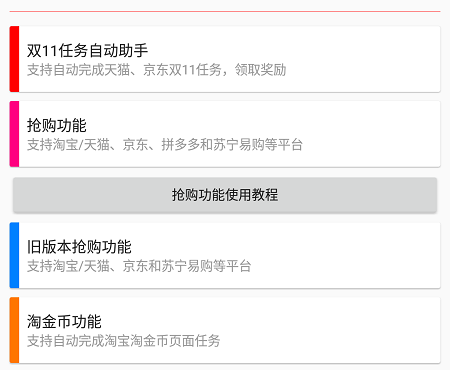 双11任务自动助手
支持自动完成天猫、京东双11任务，领取奖励
抢购功能
支持淘宝/天猫、京东、拼多多和苏宁易购等平台
抢购功能使用教程
旧版本抢购功能
支持淘宝/天猫、京东和苏宁易购等平台
淘金币功能
支持自动完成淘宝淘金币页面任务